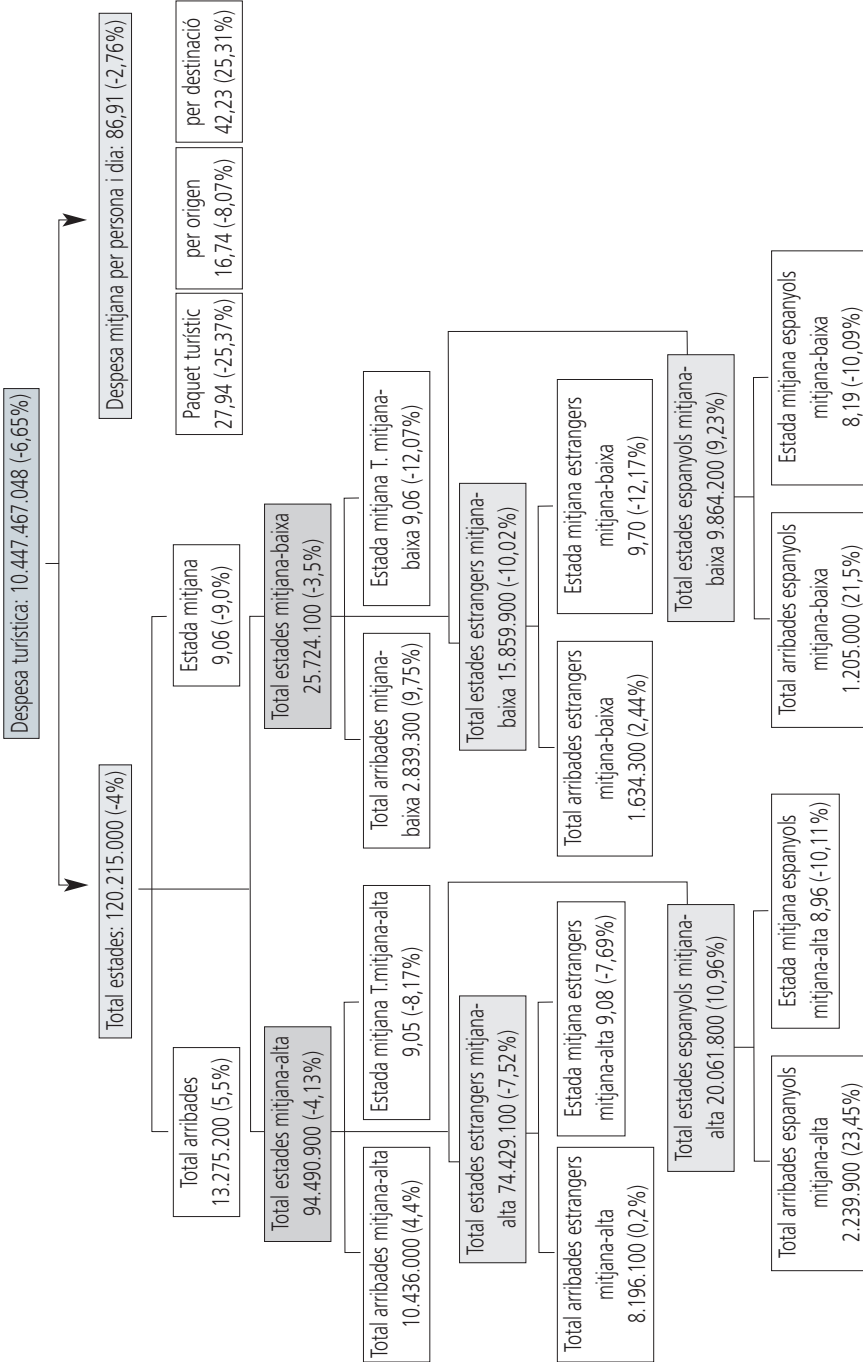 Despesa turística: 10.447.467.048 (-6,65%)
Total estades: 120.215.000 (-4%)
Despesa mitjana per persona i dia: 86,91 (-2,76%)
Total arribades
13.275.200 (5,5%)
Estada mitjana
9,06 (-9,0%)
Paquet turístic
27,94 (-25,37%)
per origen
16,74 (-8,07%)
per destinació
42,23 (25,31%)
Total estades mitjana-alta
94.490.900 (-4,13%)
Total estades mitjana-baixa
25.724.100 (-3,5%)
Total arribades mitjana-alta
10.436.000 (4,4%)
Estada mitjana T.mitjana-alta
9,05 (-8,17%)
Total arribades mitjana-
baixa 2.839.300 (9,75%)
Estada mitjana T. mitjana-
baixa 9,06 (-12,07%)
Total estades estrangers mitjana-
alta 74.429.100 (-7,52%)
Total estades estrangers mitjana-
baixa 15.859.900 (-10,02%)
Total arribades estrangers
mitjana-alta
8.196.100 (0,2%)
Estada mitjana estrangers
mitjana-alta 9,08 (-7,69%)
Total arribades estrangers
mitjana-baixa
1.634.300 (2,44%)
Estada mitjana estrangers
mitjana-baixa
9,70 (-12,17%)
Total estades espanyols mitjana-
alta 20.061.800 (10,96%)
Total estades espanyols mitjana-
baixa 9.864.200 (9,23%)
Total arribades espanyols
mitjana-alta
2.239.900 (23,45%)
Estada mitjana espanyols
mitjana-alta 8,96 (-10,11%)
Total arribades espanyols
mitjana-baixa
1.205.000 (21,5%)
Estada mitjana espanyols
mitjana-baixa
8,19 (-10,09%)